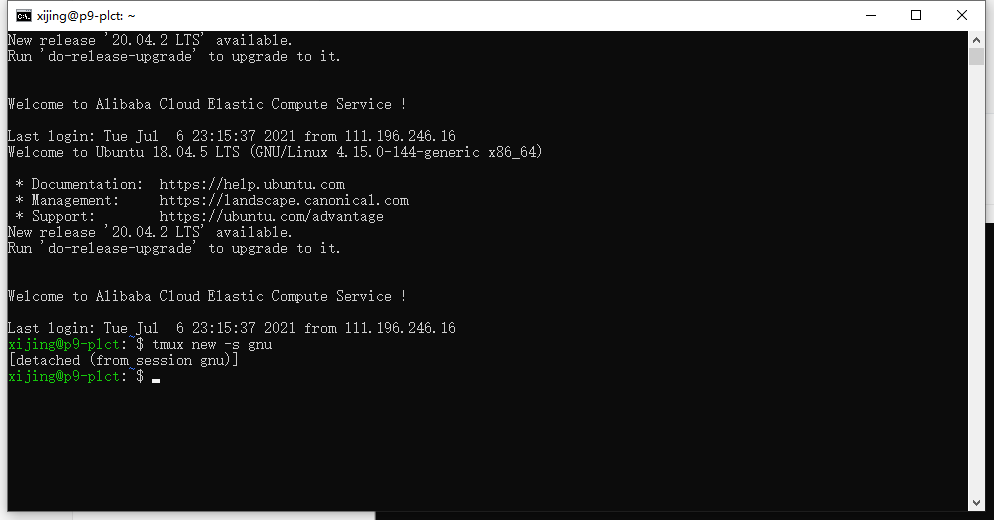 xijing@p9-plct: ~
New release '20.04.2 LTS' available.
Run 'do-release-upgrade' to upgrade to it.
Welcome to Alibaba Cloud Elastic Compute Service !
Last login: Tue Jul  6 23:15:37 2021 from 111.196.246.16
Welcome to Ubuntu 18.04.5 LTS (GNU/Linux 4.15.0-144-generic x86_64)
 * Documentation:  https://help.ubuntu.com
 * Management:     https://landscape.canonical.com
 * Support:        https://ubuntu.com/advantage
New release '20.04.2 LTS' available.
Run 'do-release-upgrade' to upgrade to it.
Welcome to Alibaba Cloud Elastic Compute Service !
Last login: Tue Jul  6 23:15:37 2021 from 111.196.246.16
xijing@p9-plct:~$ tmux new -s gnu
[detached (from session gnu)]
xijing@p9-plct:~$